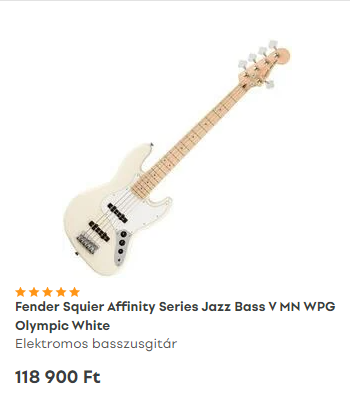 Fender Squier Affinity Series Jazz Bass V MN WPG
Olympic White
Elektromos basszusgitár
118 900 Ft